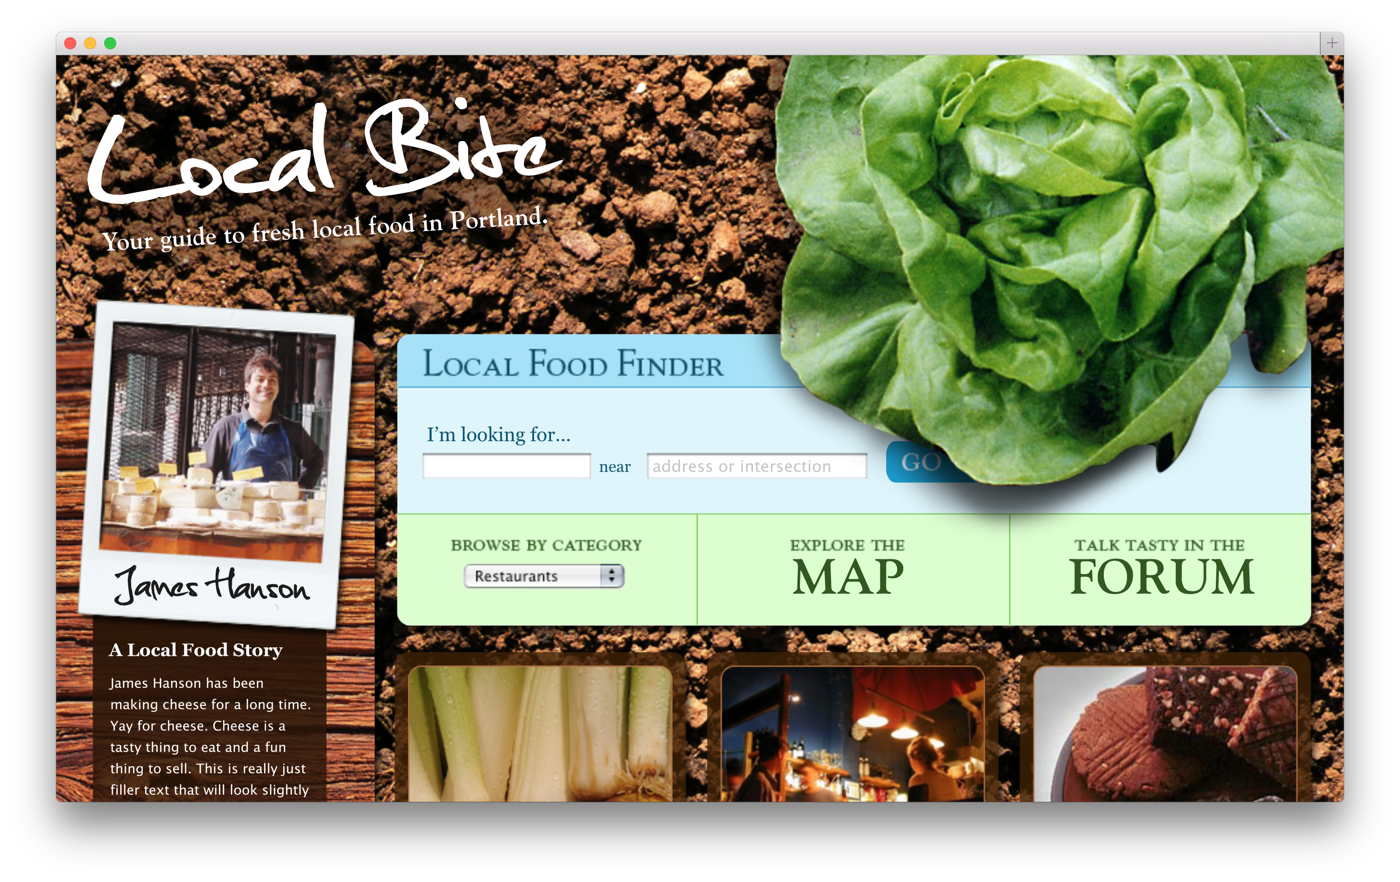 Local Bite
Your guide to fresh local food in Portland.
LOCAL FOOD FINDER
I'm looking for...
near
address or intersection
GO
BROWSE BY CATEGORY
Restaurants
EXPLORE THE
MAP
TALK TASTY IN THE
FORUM
James Hanson
A Local Food Story
James Hanson has been
making cheese for a long time.
Yay for cheese. Cheese is a
tasty thing to eat and a fun
thing to sell. This is really just
filler text that will look slightly